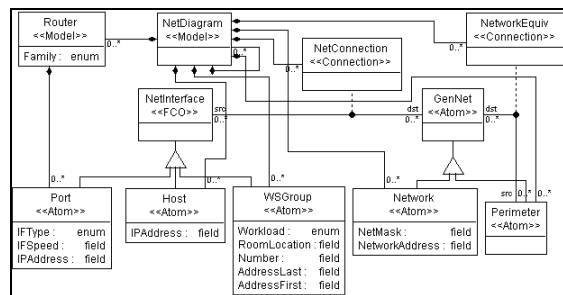 Router
<<Model>>
Family : enum
NetDiagram
<<Model>>
NetConnection
<<Connection>>
NetworkEquiv
<<Connection>>
0..*
0..*
0..*
0..*
NetInterface
<<FCO>>
src
0..*
dst
0..*
GenNet
<<Atom>>
dst
0..*
0..*
0..*
0..*
0..*
src
0..*
0..*
Port
<<Atom>>
IFType : enum
IFSpeed : field
IPAddress : field
Host
<<Atom>>
IPAddress : field
WSGroup
<<Atom>>
Workload : enum
RoomLocation : field
Number : field
AddressLast : field
AddressFirst : field
Network
<<Atom>>
NetMask : field
NetworkAddress : field
Perimeter
<<Atom>>